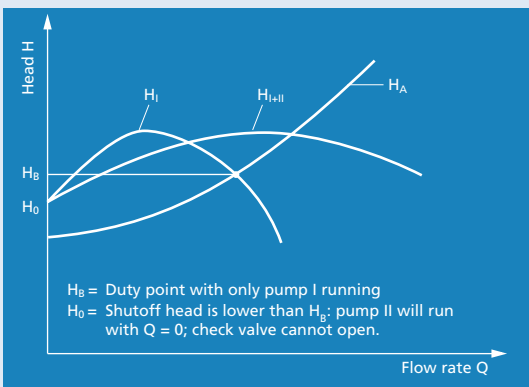 Head H
H_I
H_I+II
H_A
H_B
H_0
H_B = Duty point with only pump I running
H_0 = Shutoff head is lower than H_B: pump II will run
with Q = 0; check valve cannot open.
Flow rate Q